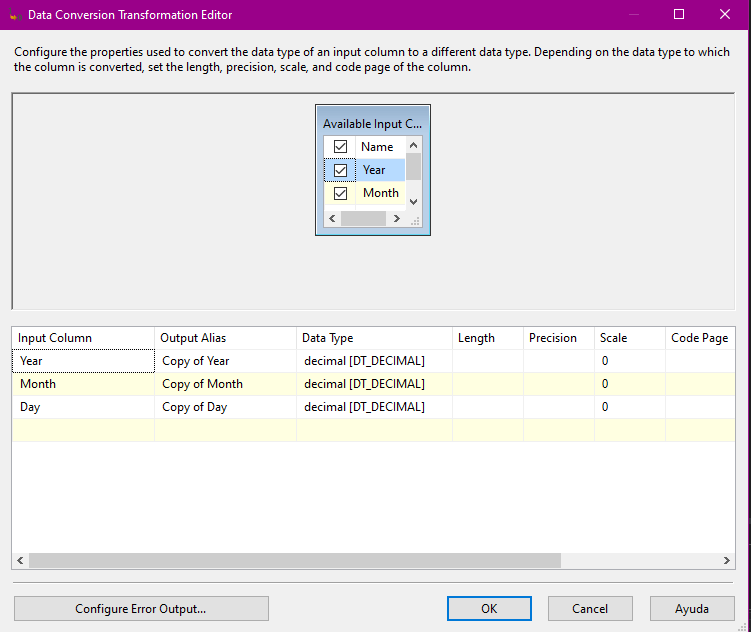 Data Conversion Transformation Editor
Configure the properties used to convert the data type of an input column to a different data type. Depending on the data type to which
the column is converted, set the length, precision, scale, and code page of the column.
Available Input C...
Name
Year
Month
Input Column Output Alias Data Type Length Precision Scale Code Page
Year Copy of Year decimal [DT_DECIMAL] 0
Month Copy of Month decimal [DT_DECIMAL] 0
Day Copy of Day decimal [DT_DECIMAL] 0
Configure Error Output... OK Cancel Ayuda